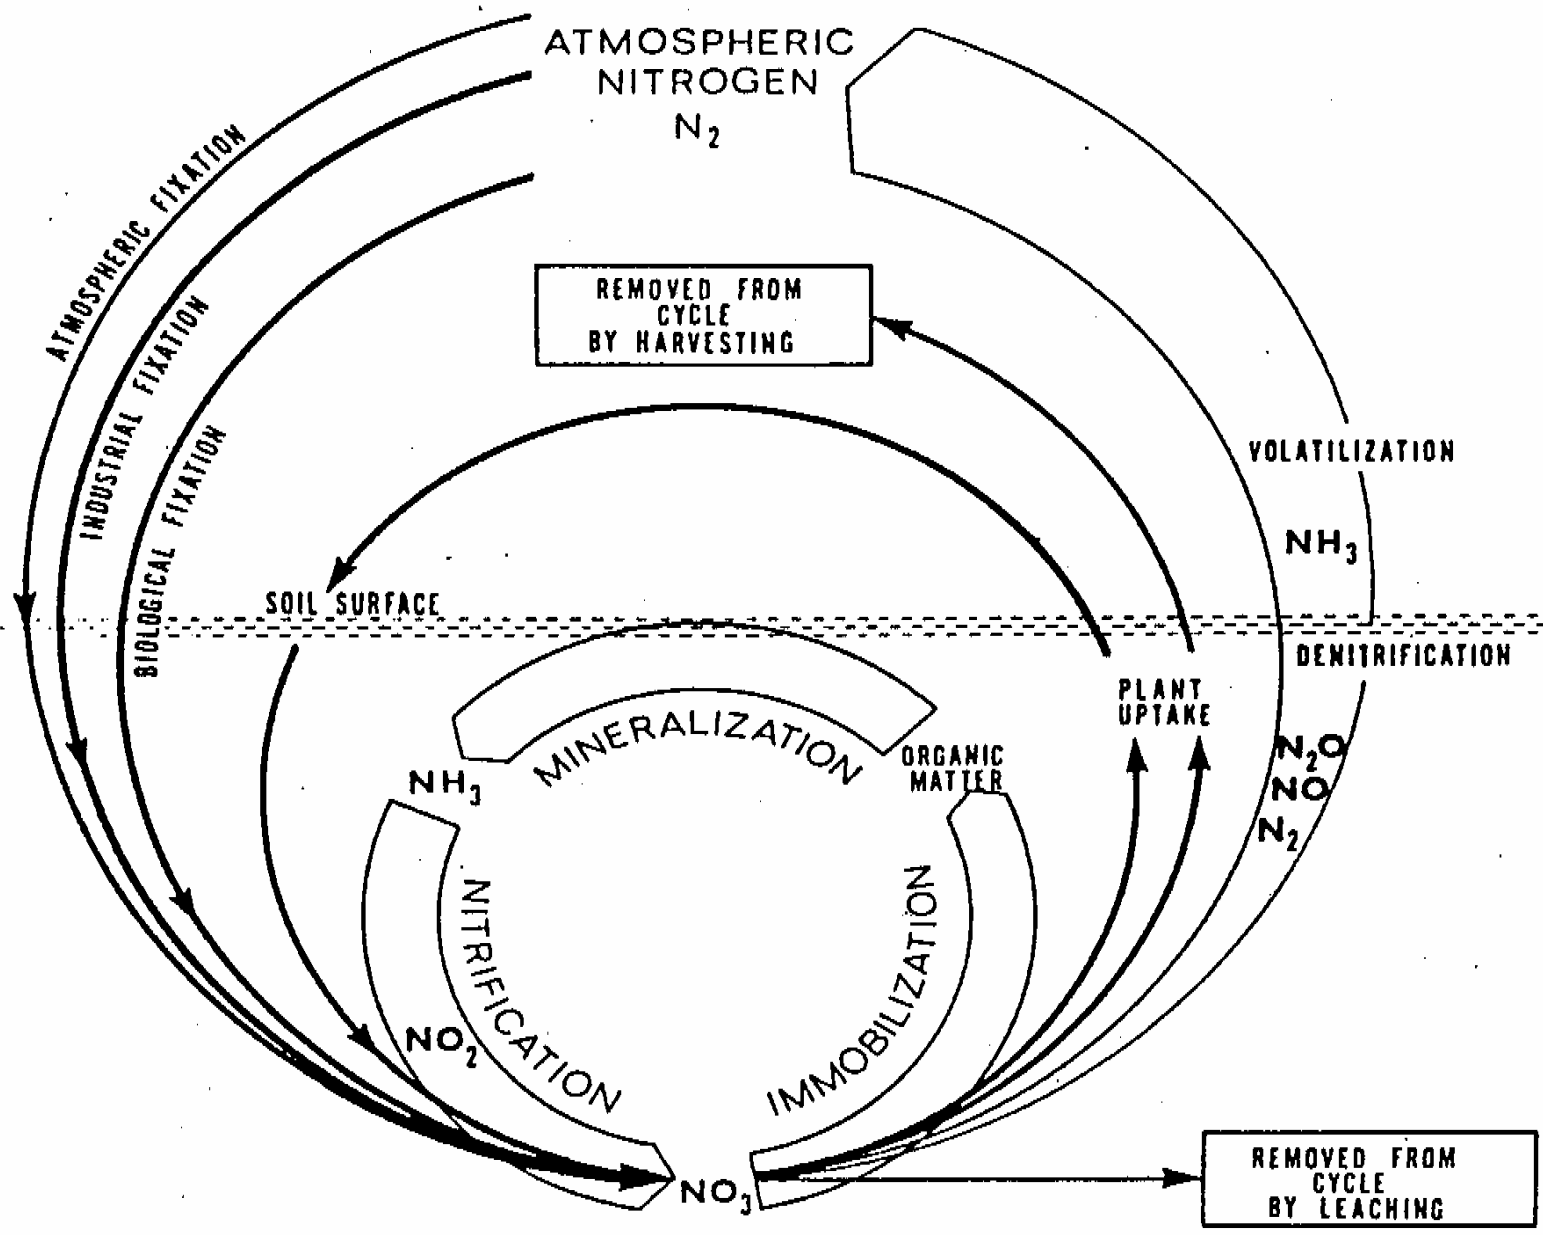 ATMOSPHERIC
NITROGEN
N2
ATMOSPHERIC FIXATION
INDUSTRIAL FIXATION
BIOLOGICAL FIXATION
REMOVED FROM
CYCLE
BY HARVESTING
VOLATILIZATION
NH3
SOIL SURFACE
DENITRIFICATION
PLANT
UPTAKE
N2O
NO
N2
MINERALIZATION
ORGANIC
MATTER
NH3
NITRIFICATION
IMMOBILIZATION
NO2
NO3
REMOVED FROM
CYCLE
BY LEACHING